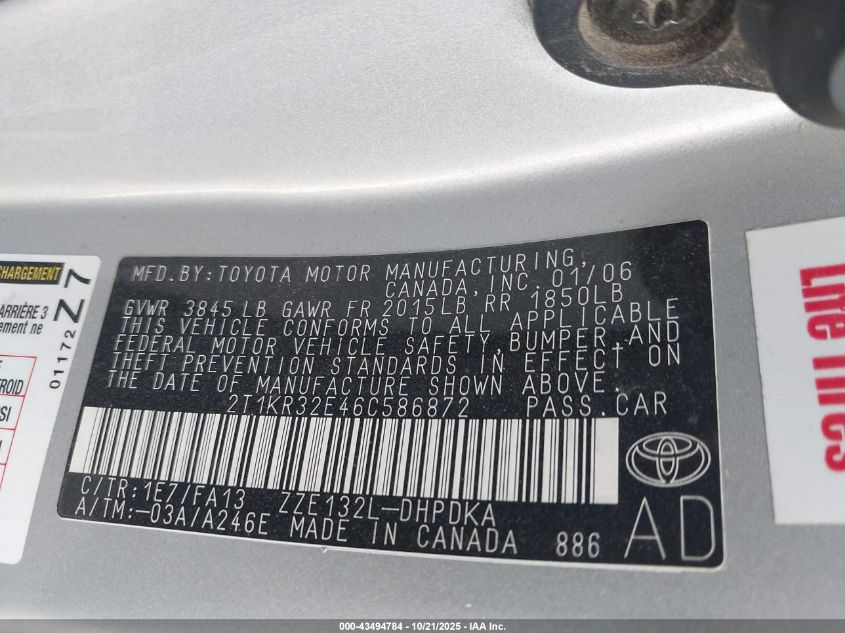 CHARGEMENT
ARRIÈRE 3
ement ne
Z7
01172
MFD.BY:TOYOTA MOTOR MANUFACTURING,
CANADA, INC. 01/06
GVWR 3845 LB GAWR FR 2015LB RR 1850LB
THIS VEHICLE CONFORMS TO ALL APPLICABLE
FEDERAL MOTOR VEHICLE SAFETY, BUMPER, AND
THEFT PREVENTION STANDARDS IN EFFECT ON
THE DATE OF MANUFACTURE SHOWN ABOVE.
2T1KR32E46C586872 PASS.CAR
C/TR:1E7/FA13 ZZE132L-DHPDKA
A/TM:-03A/A246E MADE IN CANADA 886
AD
TOYOTA
000-43494784 | 10/21/2025 - IAA Inc.